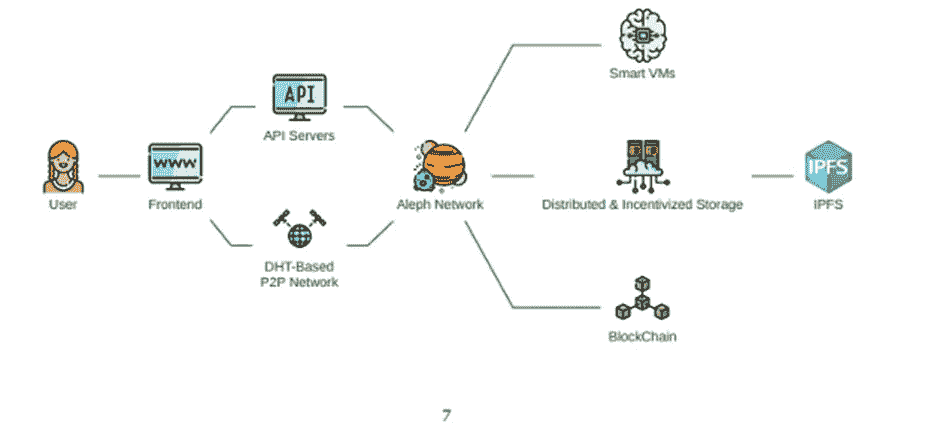 Smart VMs
API
API Servers
www
User
Frontend
Aleph Network
Distributed & Incentivized Storage
IPFS
IPFS
DHT-Based
P2P Network
BlockChain
7